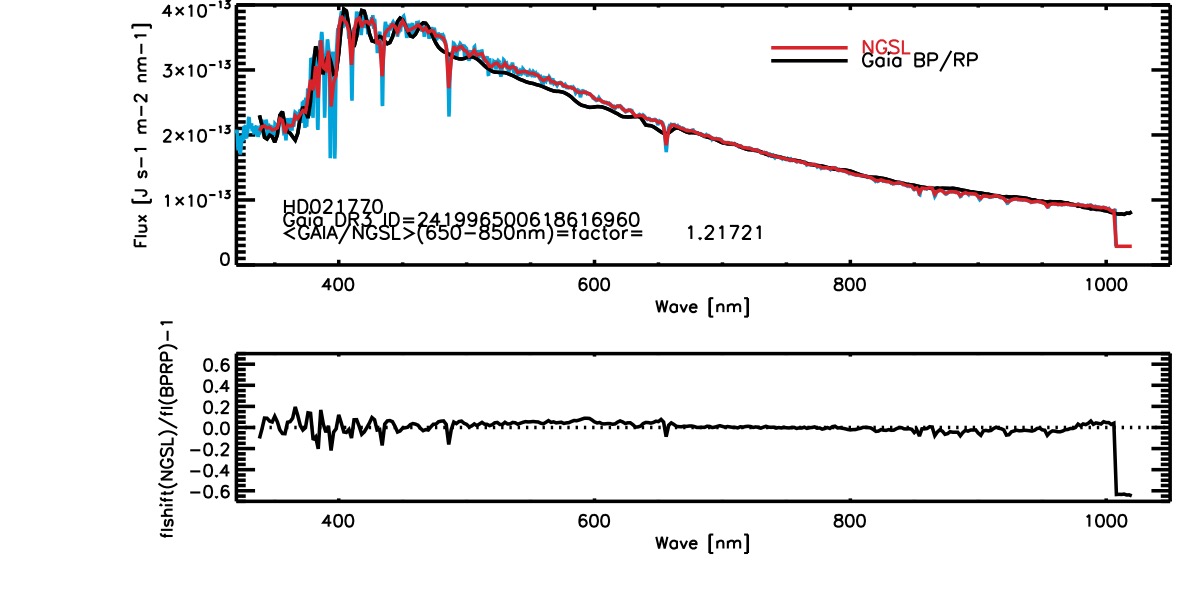 4×10−13
3×10−13
2×10−13
1×10−13
0
Flux [J s−1 m−2 nm−1]
NGSL
Gaia BP/RP
HD021770
Gaia DR3 ID=241996500618616960
<GAIA/NGSL>(650−850nm)=factor= 1.21721
400 600 800 1000
Wave [nm]
0.6
0.4
0.2
0.0
−0.2
−0.4
−0.6
flshift(NGSL)/fl(BPRP)−1
400 600 800 1000
Wave [nm]